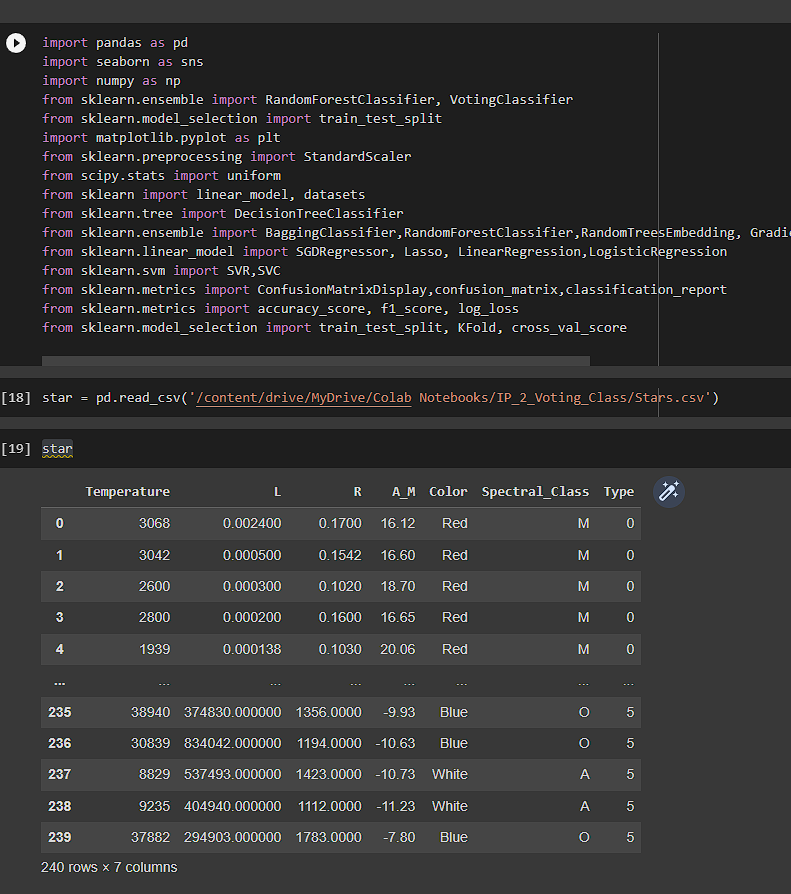 import pandas as pd
import seaborn as sns
import numpy as np
from sklearn.ensemble import RandomForestClassifier, VotingClassifier
from sklearn.model_selection import train_test_split
import matplotlib.pyplot as plt
from sklearn.preprocessing import StandardScaler
from scipy.stats import uniform
from sklearn import linear_model, datasets
from sklearn.tree import DecisionTreeClassifier
from sklearn.ensemble import BaggingClassifier,RandomForestClassifier,RandomTreesEmbedding, Gradie
from sklearn.linear_model import SGDRegressor, Lasso, LinearRegression,LogisticRegression
from sklearn.svm import SVR,SVC
from sklearn.metrics import ConfusionMatrixDisplay,confusion_matrix,classification_report
from sklearn.metrics import accuracy_score, f1_score, log_loss
from sklearn.model_selection import train_test_split, KFold, cross_val_score
[18] star = pd.read_csv('/content/drive/MyDrive/Colab Notebooks/IP_2_Voting_Class/Stars.csv')
[19] star
Temperature L R A_M Color Spectral_Class Type
0 3068 0.002400 0.1700 16.12 Red M 0
1 3042 0.000500 0.1542 16.60 Red M 0
2 2600 0.000300 0.1020 18.70 Red M 0
3 2800 0.000200 0.1600 16.65 Red M 0
4 1939 0.000138 0.1030 20.06 Red M 0
... ... ... ... ... ... ... ...
235 38940 374830.000000 1356.0000 -9.93 Blue O 5
236 30839 834042.000000 1194.0000 -10.63 Blue O 5
237 8829 537493.000000 1423.0000 -10.73 White A 5
238 9235 404940.000000 1112.0000 -11.23 White A 5
239 37882 294903.000000 1783.0000 -7.80 Blue O 5
240 rows × 7 columns